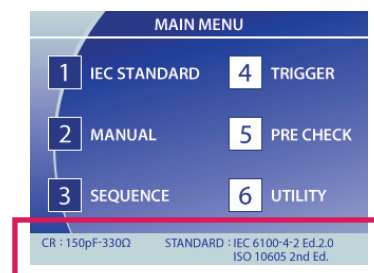 MAIN MENU
1 IEC STANDARD
4 TRIGGER
2 MANUAL
5 PRE CHECK
3 SEQUENCE
6 UTILITY
CR : 150pF-330Ω STANDARD : IEC 6100-4-2 Ed.2.0
ISO 10605 2nd Ed.